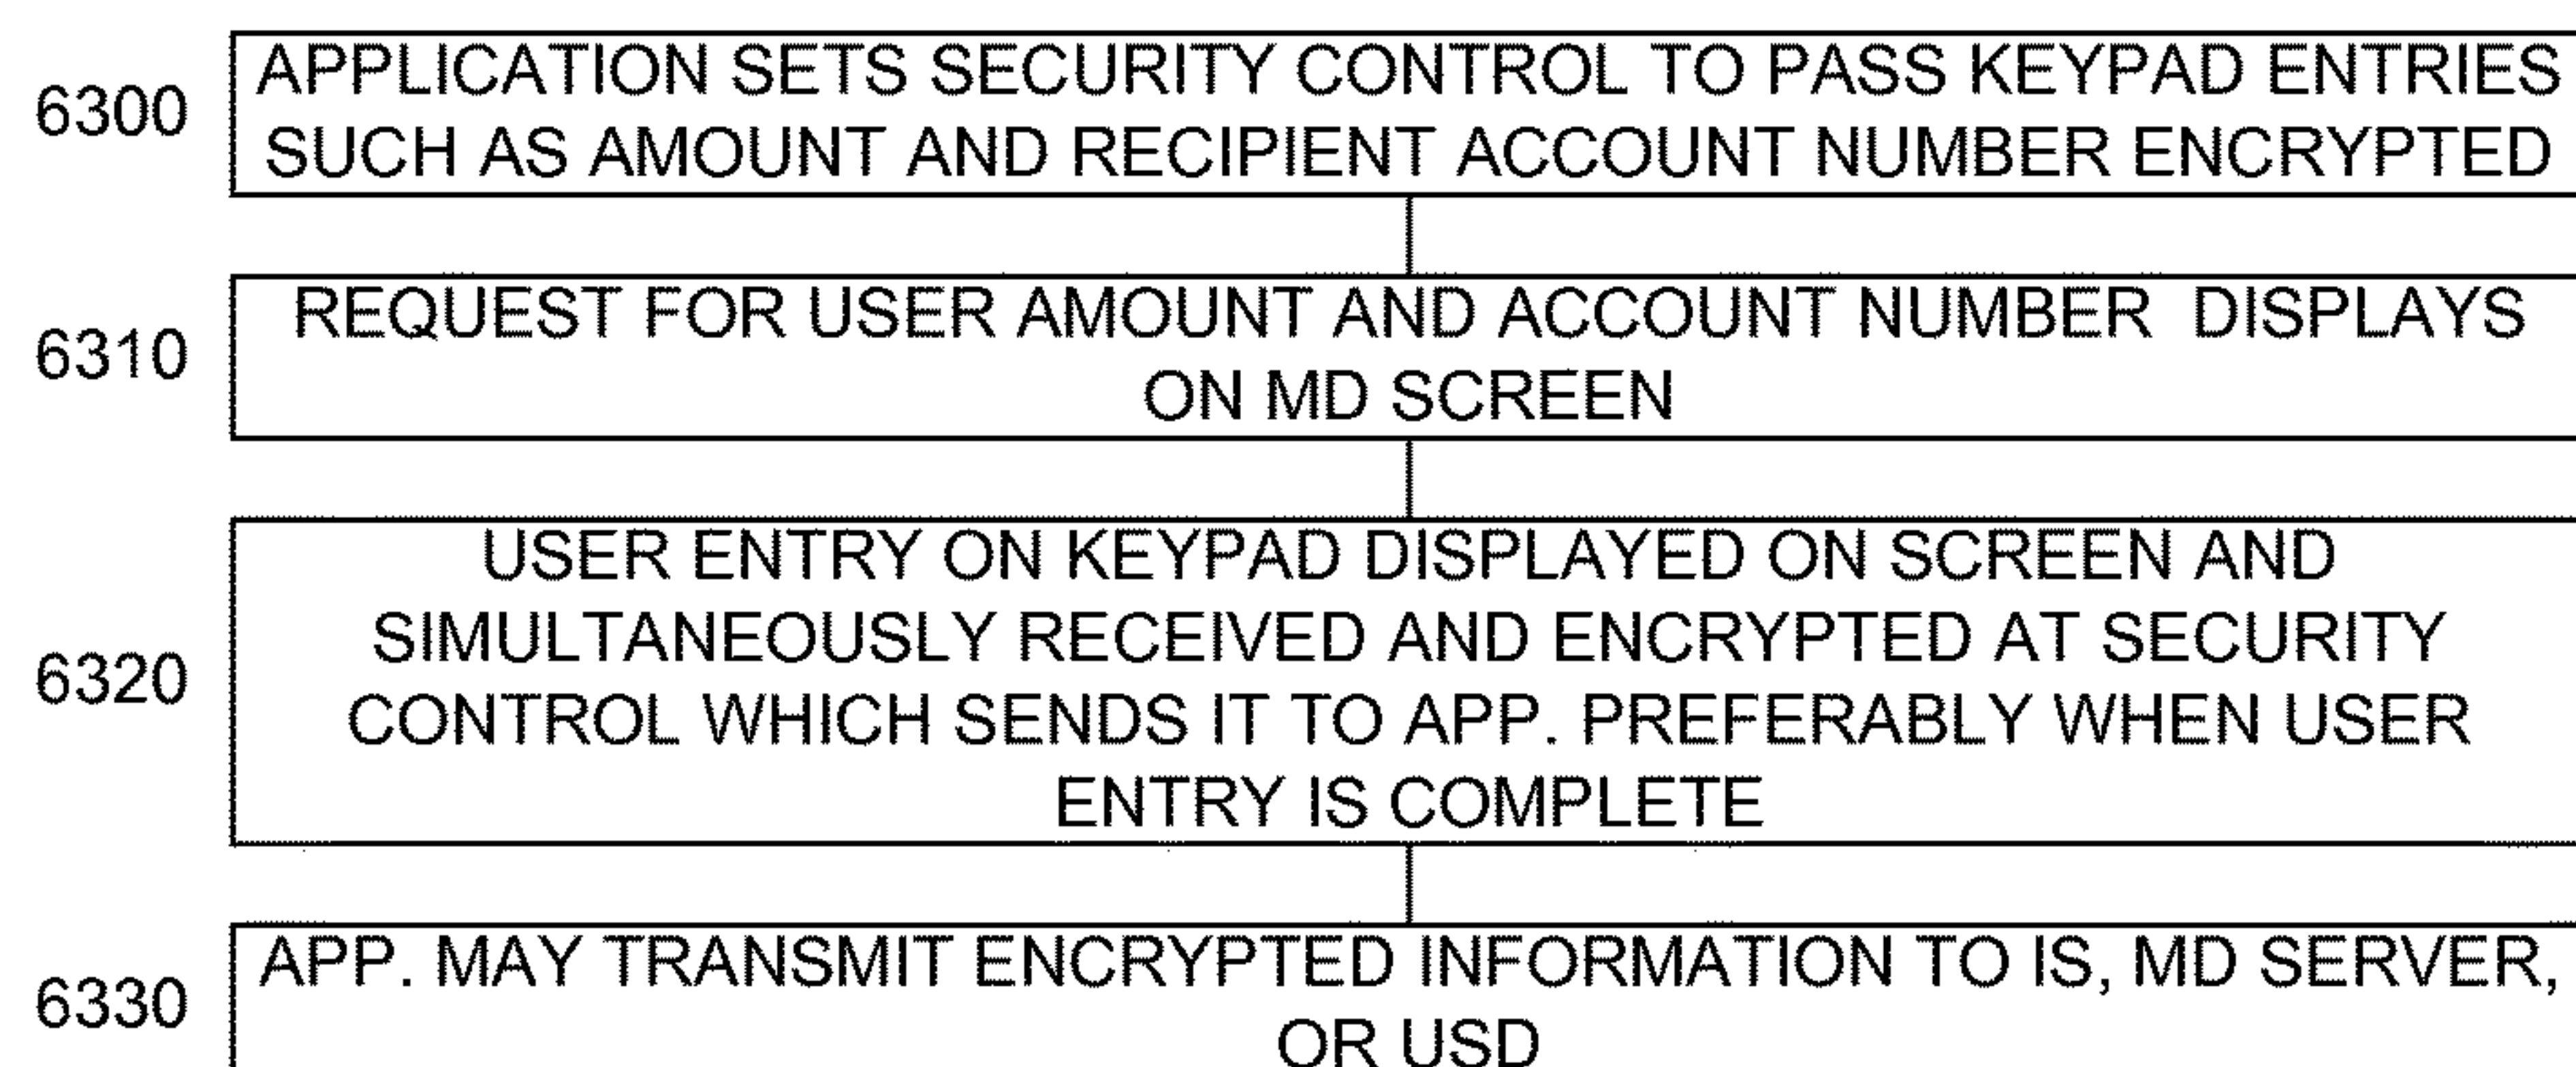 6300
APPLICATION SETS SECURITY CONTROL TO PASS KEYPAD ENTRIES
SUCH AS AMOUNT AND RECIPIENT ACCOUNT NUMBER ENCRYPTED
6310
REQUEST FOR USER AMOUNT AND ACCOUNT NUMBER DISPLAYS
ON MD SCREEN
6320
USER ENTRY ON KEYPAD DISPLAYED ON SCREEN AND
SIMULTANEOUSLY RECEIVED AND ENCRYPTED AT SECURITY
CONTROL WHICH SENDS IT TO APP. PREFERABLY WHEN USER
ENTRY IS COMPLETE
6330
APP. MAY TRANSMIT ENCRYPTED INFORMATION TO IS, MD SERVER,
OR USD